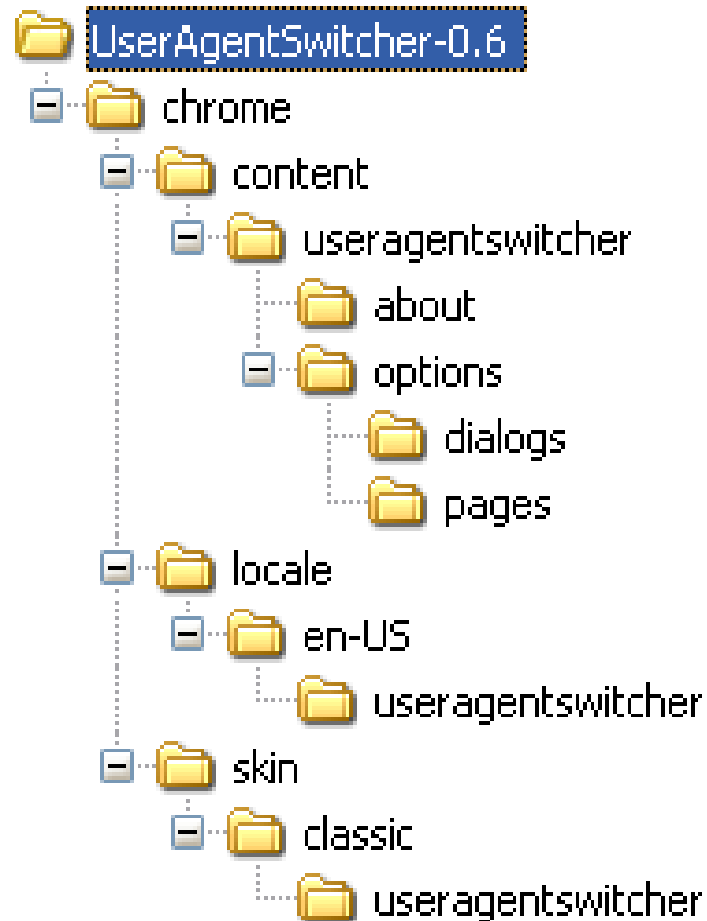 UserAgentSwitcher-0.6
chrome
content
useragentswitcher
about
options
dialogs
pages
locale
en-US
useragentswitcher
skin
classic
useragentswitcher